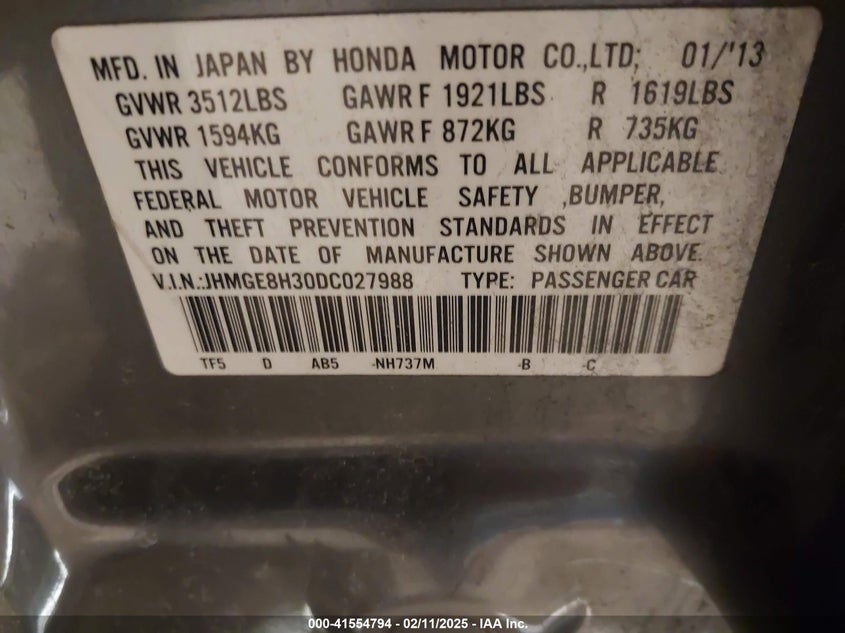 MFD. IN JAPAN BY HONDA MOTOR CO.,LTD; 01/'13
GVWR 3512LBS GAWR F 1921LBS R 1619LBS
GVWR 1594KG GAWR F 872KG R 735KG
THIS VEHICLE CONFORMS TO ALL APPLICABLE
FEDERAL MOTOR VEHICLE SAFETY ,BUMPER,
AND THEFT PREVENTION STANDARDS IN EFFECT
ON THE DATE OF MANUFACTURE SHOWN ABOVE.
V.I.N.:JHMGE8H30DC027988 TYPE: PASSENGER CAR
TF5 D AB5 -NH737M -B -C
000-41554794 - 02/11/2025 - IAA Inc.